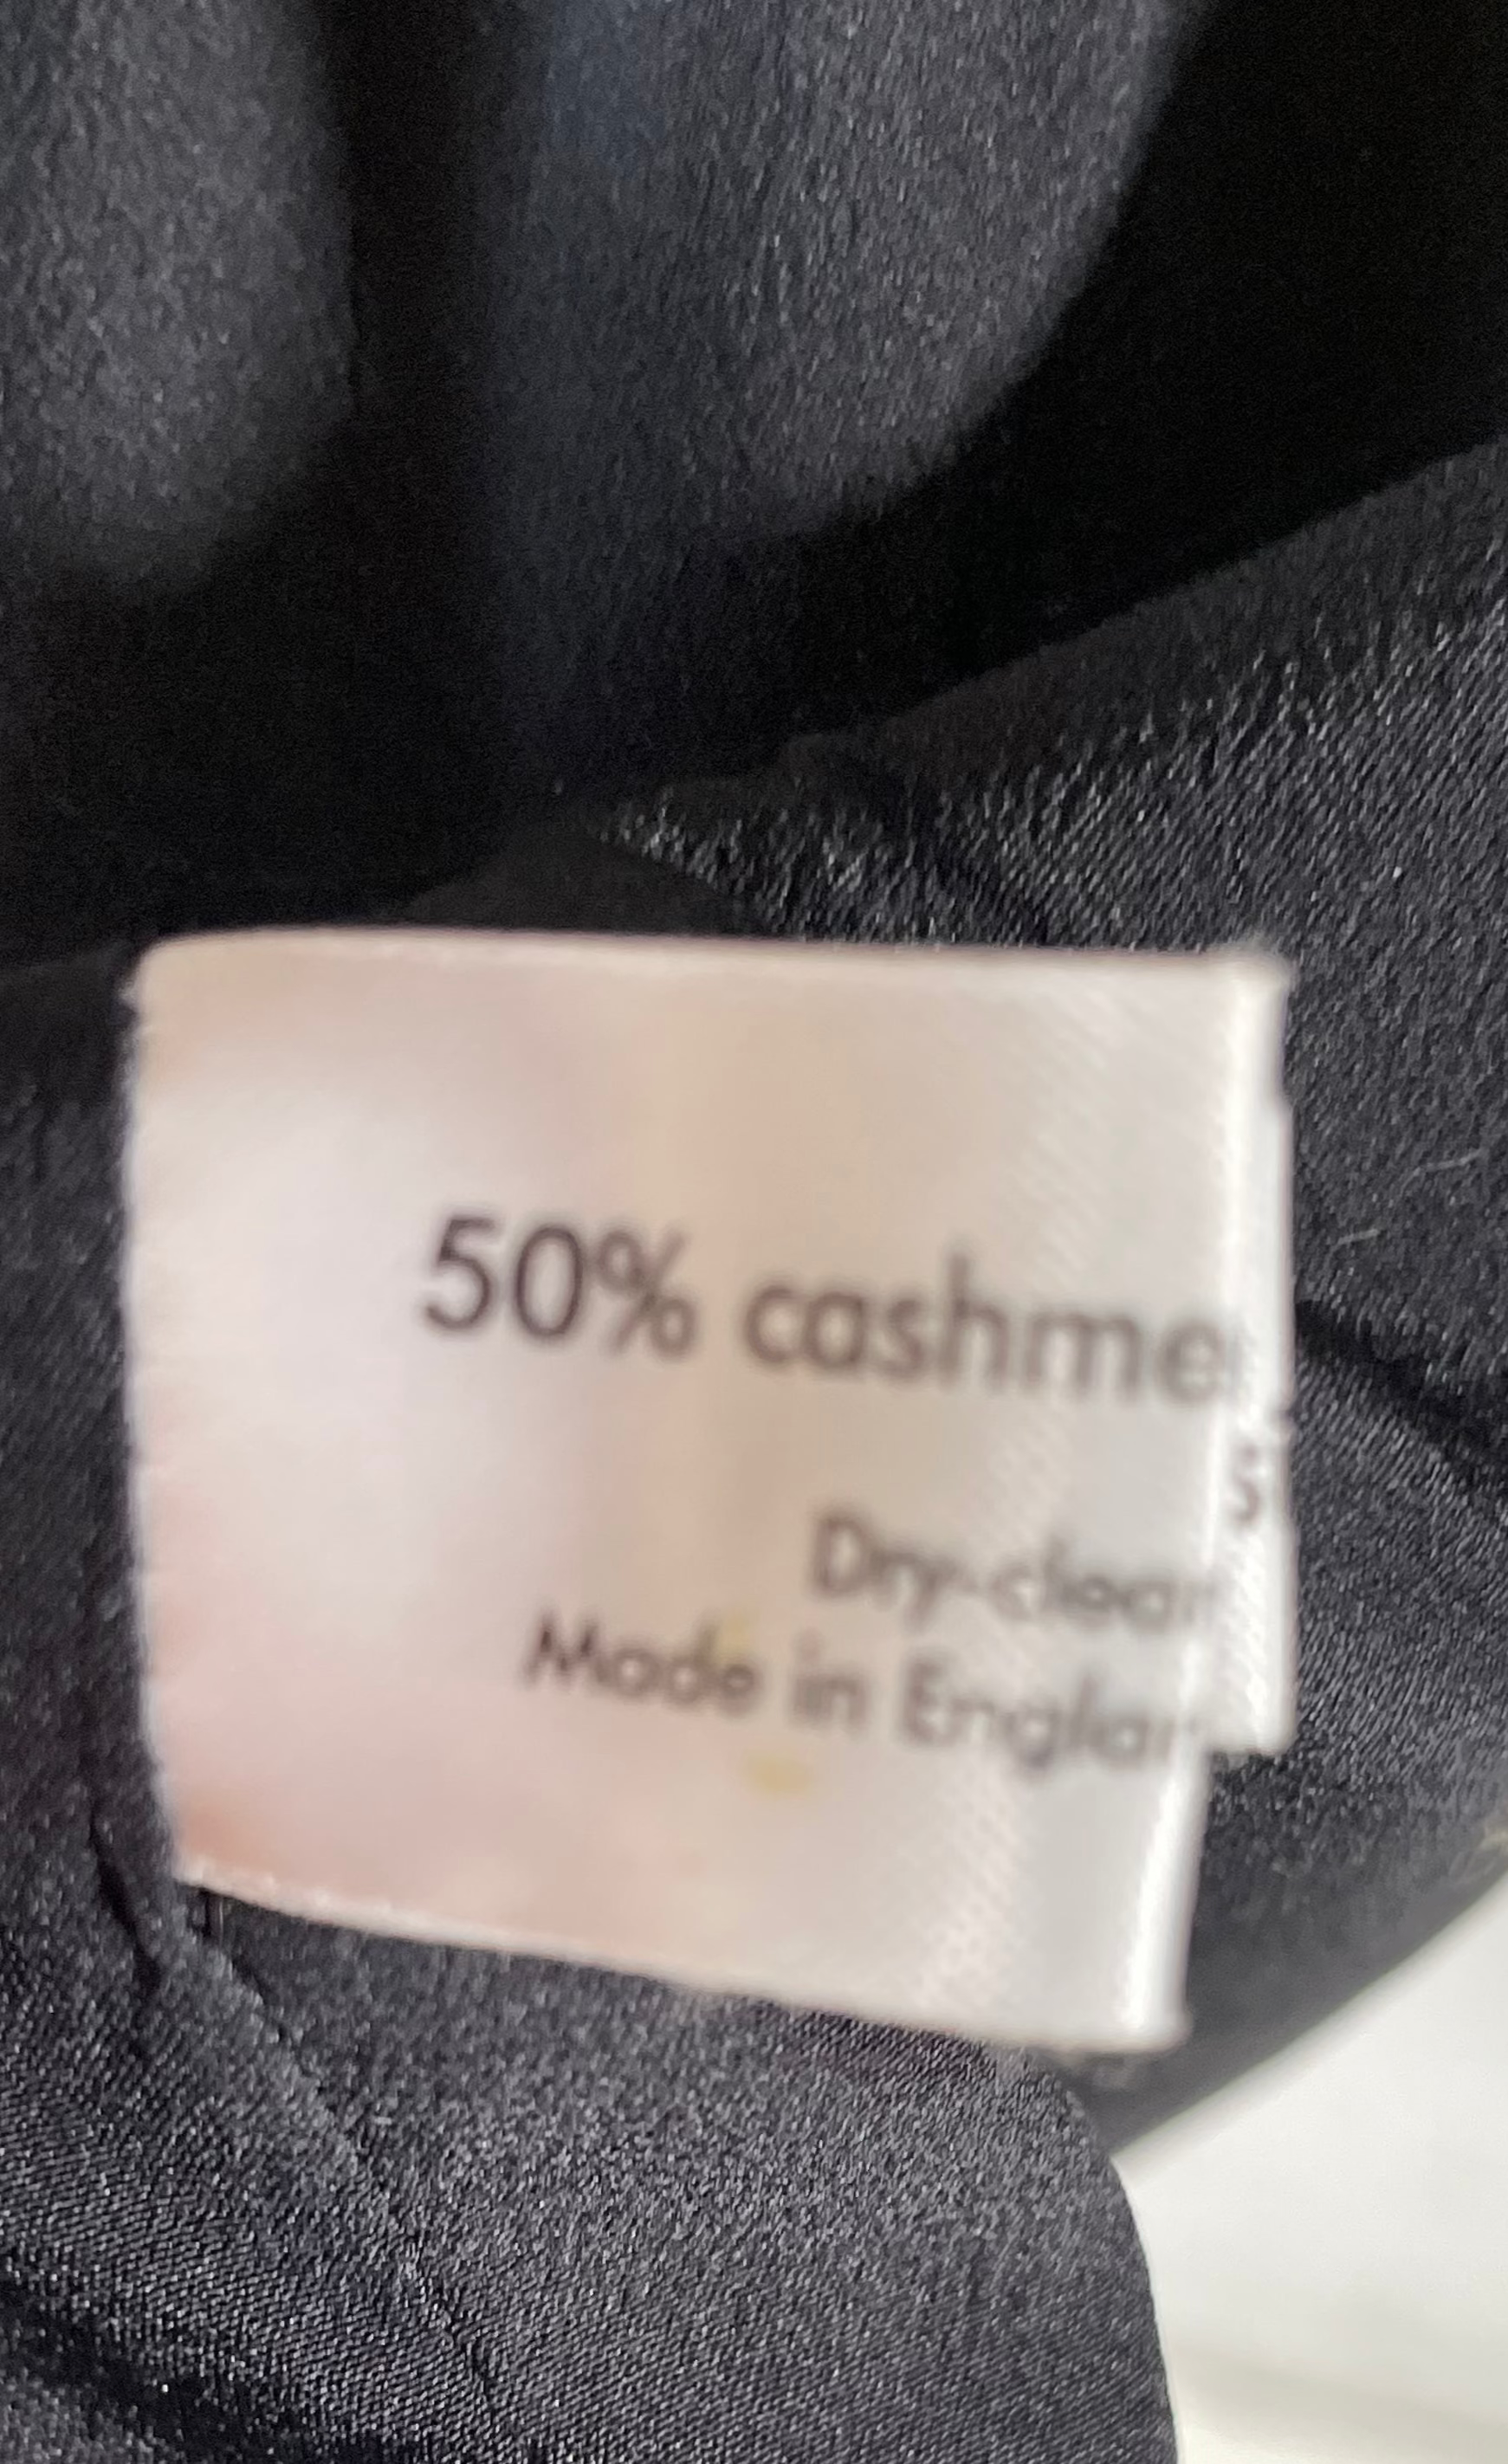 50% cashme
S
Dry-clean
Made in Englan